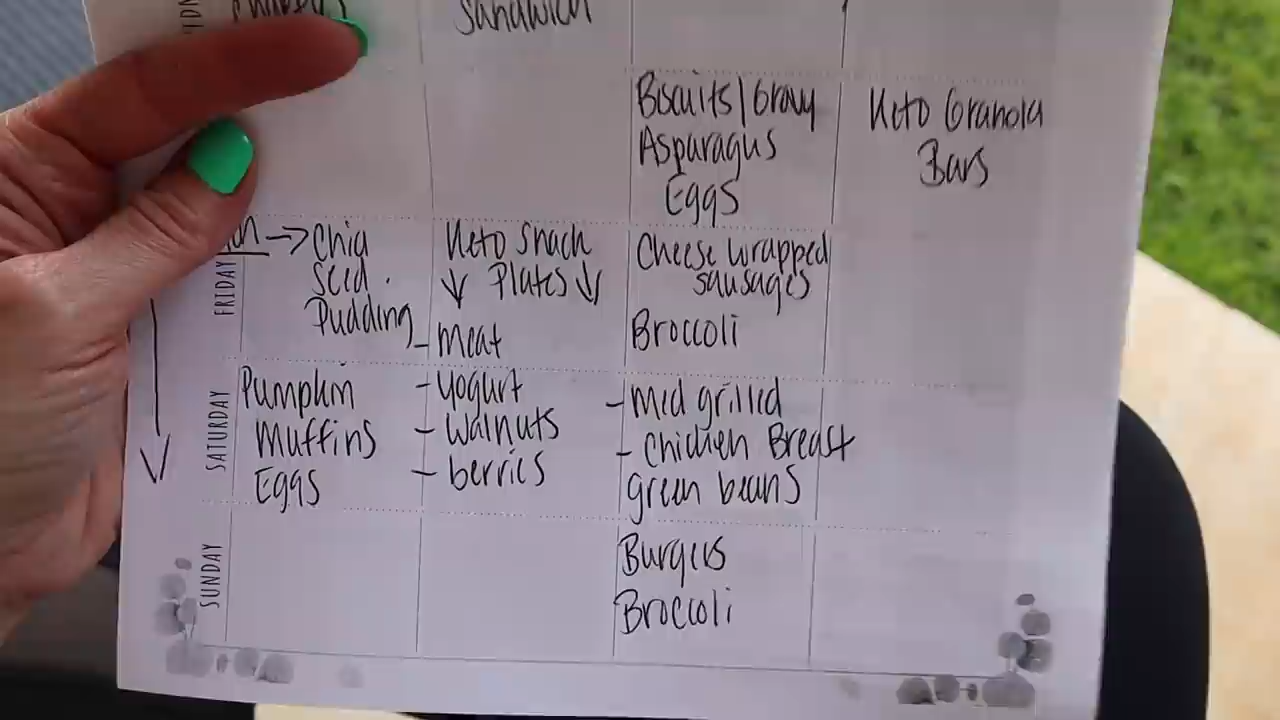 Sandwich
Biscuits/Gravy
Asparagus
Eggs
Keto Granola
Bars
FRIDAY
→ Chia
Seed
Pudding
Keto Snack
↓ Plates ↓
- Meat
Cheese wrapped
sausages
Broccoli
SATURDAY
Pumpkin
Muffins
Eggs
- Yogurt
- Walnuts
- berries
- Med grilled
- Chicken Breast
green beans
SUNDAY
Burgers
Broccoli